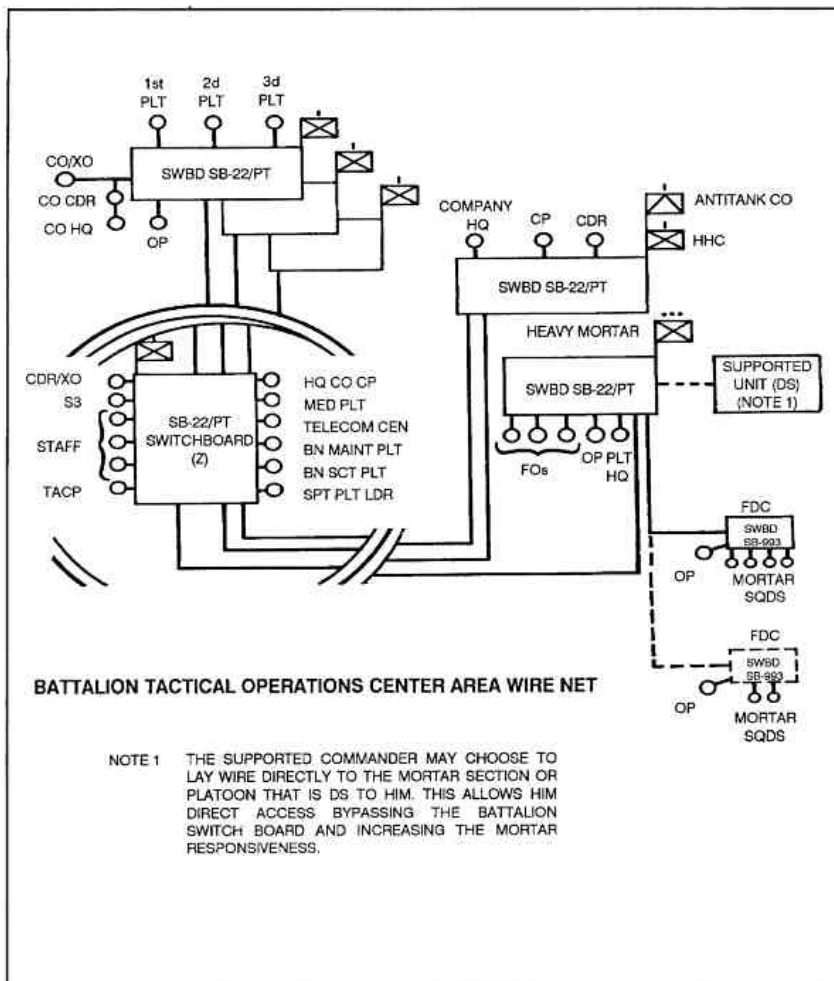 1st
PLT
2d
PLT
3d
PLT
SWBD SB-22/PT
CO/XO
CO CDR
CO HQ
OP
COMPANY
HQ
CP
CDR
ANTITANK CO
HHC
SWBD SB-22/PT
HEAVY MORTAR
SWBD SB-22/PT
SUPPORTED
UNIT (DS)
(NOTE 1)
FOs
OP
PLT
HQ
CDR/XO
S3
STAFF
TACP
SB-22/PT
SWITCHBOARD
(Z)
HQ CO CP
MED PLT
TELECOM CEN
BN MAINT PLT
BN SCT PLT
SPT PLT LDR
FDC
SWBD
SB-993
OP
MORTAR
SQDS
FDC
SWBD
SB-993
OP
MORTAR
SQDS
BATTALION TACTICAL OPERATIONS CENTER AREA WIRE NET
NOTE 1 THE SUPPORTED COMMANDER MAY CHOOSE TO
LAY WIRE DIRECTLY TO THE MORTAR SECTION OR
PLATOON THAT IS DS TO HIM. THIS ALLOWS HIM
DIRECT ACCESS BYPASSING THE BATTALION
SWITCH BOARD AND INCREASING THE MORTAR
RESPONSIVENESS.